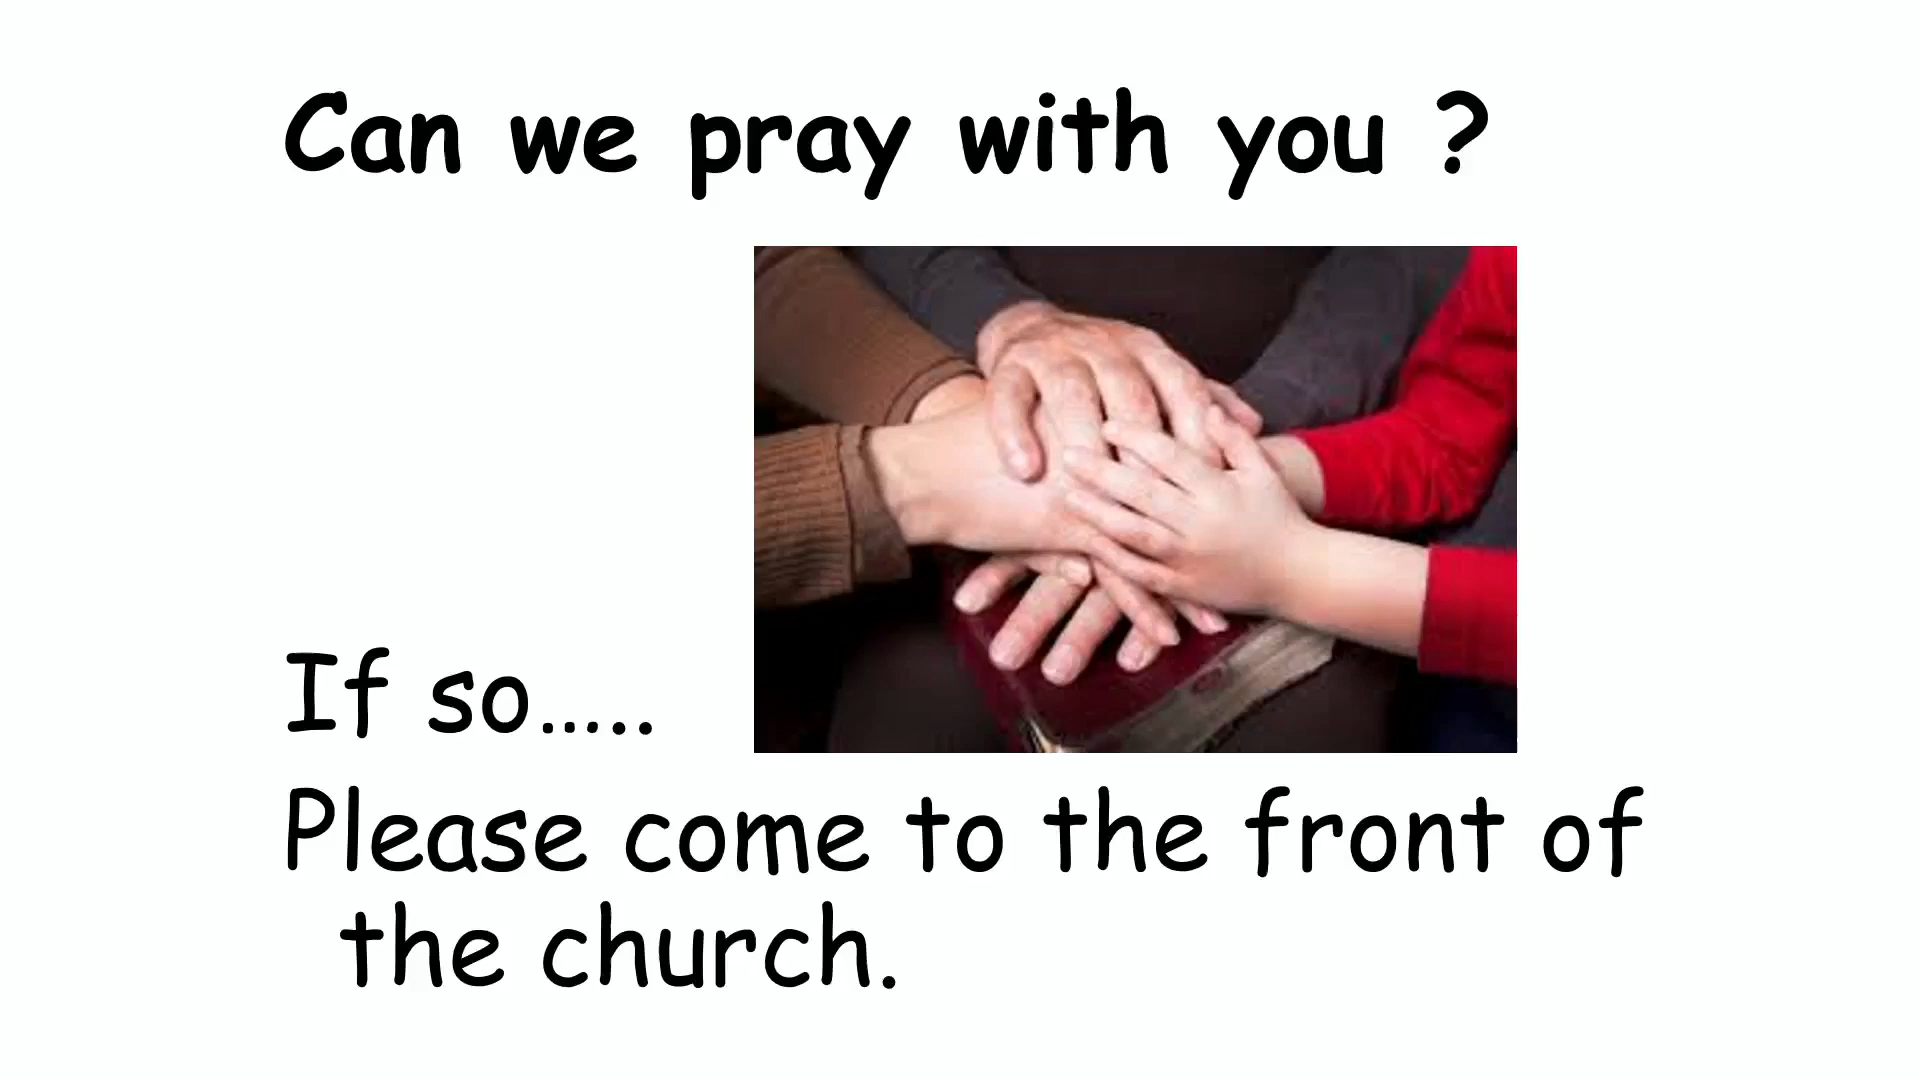 Can we pray with you ?
If so.....
Please come to the front of
the church.